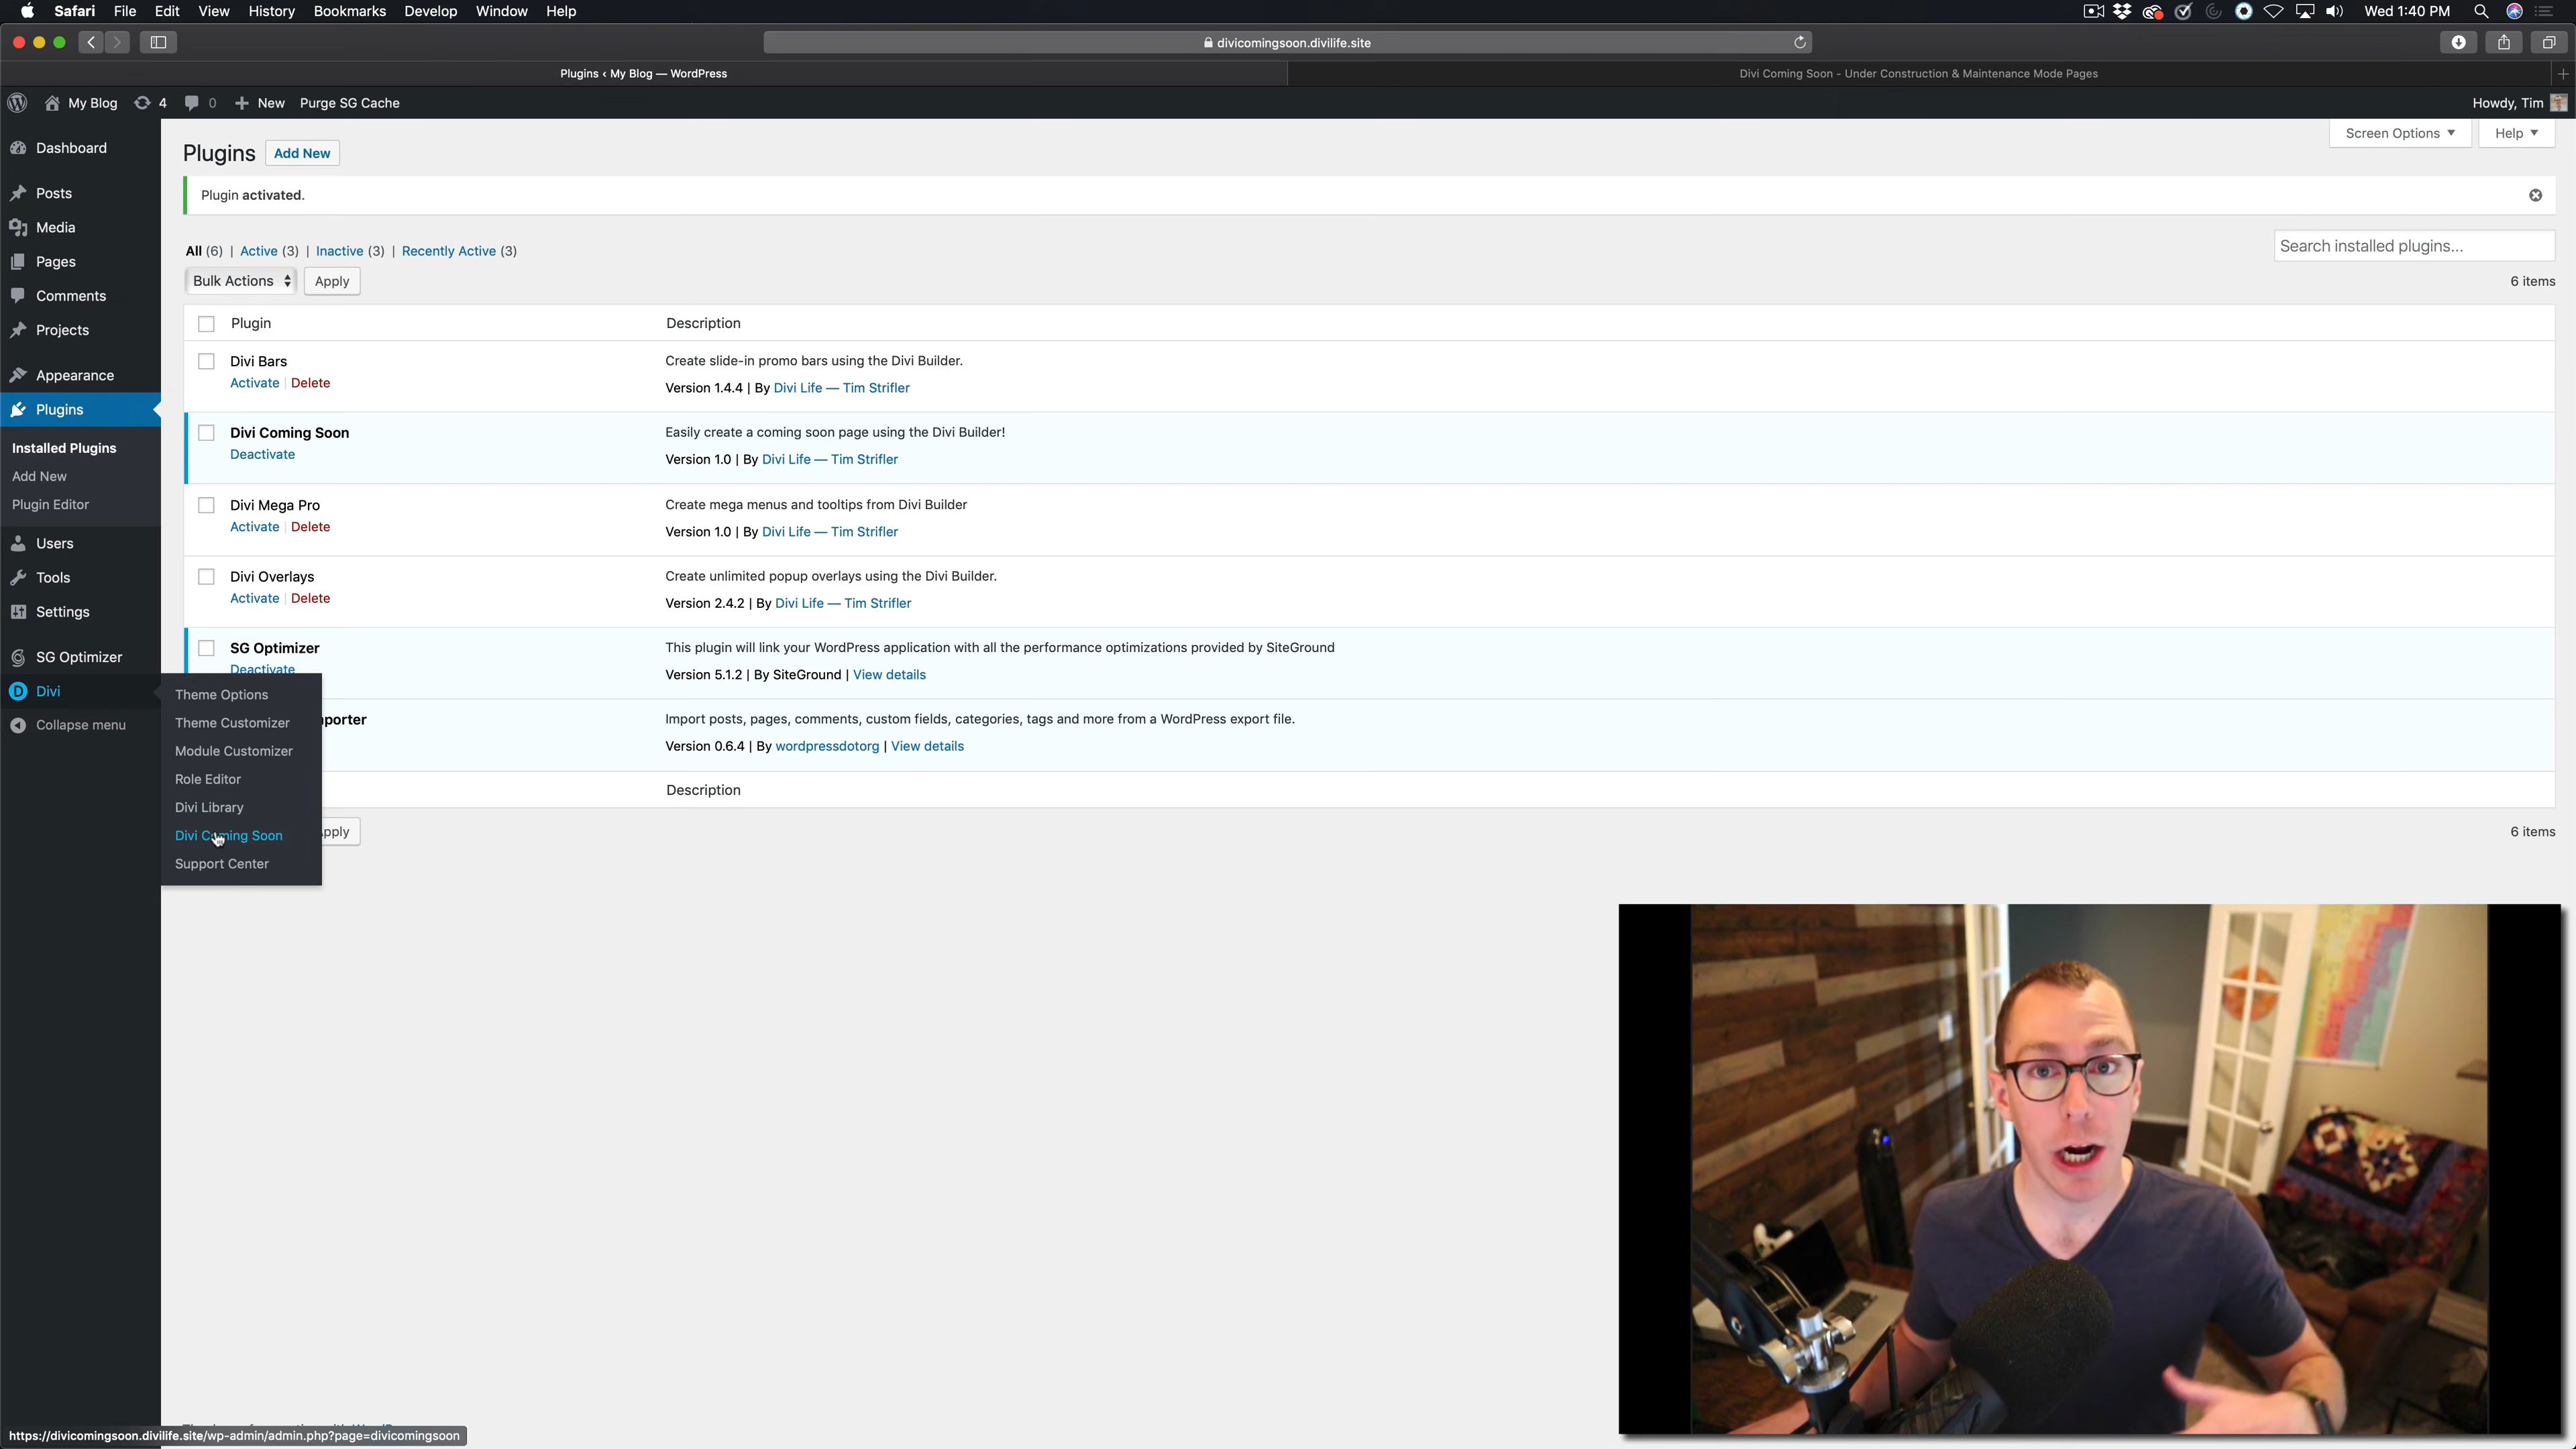 Safari File Edit View History Bookmarks Develop Window Help Wed 1:40 PM
divicomingsoon.divilife.site
Plugins ‹ My Blog — WordPress Divi Coming Soon - Under Construction & Maintenance Mode Pages
My Blog 4 0 New Purge SG Cache Howdy, Tim
Screen Options Help
Dashboard
Posts
Media
Pages
Comments
Projects
Appearance
Plugins
Installed Plugins
Add New
Plugin Editor
Users
Tools
Settings
SG Optimizer
Divi
Collapse menu
Theme Options
Theme Customizer
Module Customizer
Role Editor
Divi Library
Divi Coming Soon
Support Center
Plugins Add New
Plugin activated.
All (6) | Active (3) | Inactive (3) | Recently Active (3)
Search installed plugins...
Bulk Actions Apply 6 items
Plugin Description
Divi Bars Create slide-in promo bars using the Divi Builder.
Activate | Delete Version 1.4.4 | By Divi Life — Tim Strifler
Divi Coming Soon Easily create a coming soon page using the Divi Builder!
Deactivate Version 1.0 | By Divi Life — Tim Strifler
Divi Mega Pro Create mega menus and tooltips from Divi Builder
Activate | Delete Version 1.0 | By Divi Life — Tim Strifler
Divi Overlays Create unlimited popup overlays using the Divi Builder.
Activate | Delete Version 2.4.2 | By Divi Life — Tim Strifler
SG Optimizer This plugin will link your WordPress application with all the performance optimizations provided by SiteGround
Deactivate Version 5.1.2 | By SiteGround | View details
porter Import posts, pages, comments, custom fields, categories, tags and more from a WordPress export file.
Version 0.6.4 | By wordpressdotorg | View details
Description
pply 6 items
https://divicomingsoon.divilife.site/wp-admin/admin.php?page=divicomingsoon